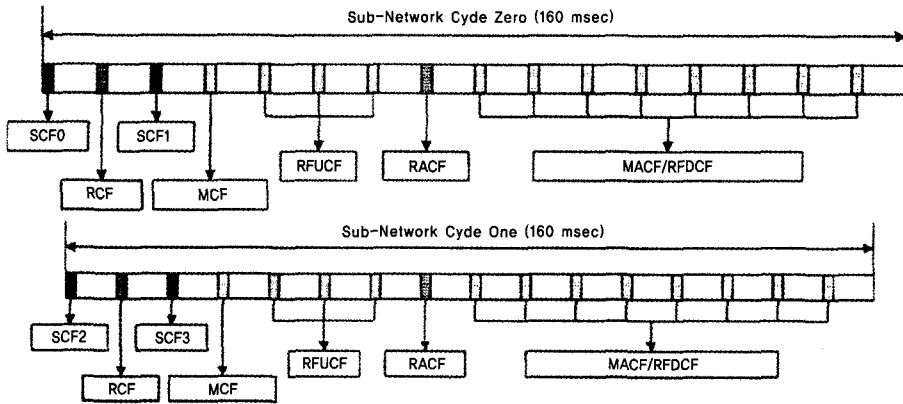 Sub-Network Cyde Zero (160 msec)
SCF0
SCF1
RFUCF
RACF
MACF/RFDCF
RCF
MCF
Sub-Network Cyde One (160 msec)
SCF2
SCF3
RFUCF
RACF
MACF/RFDCF
RCF
MCF